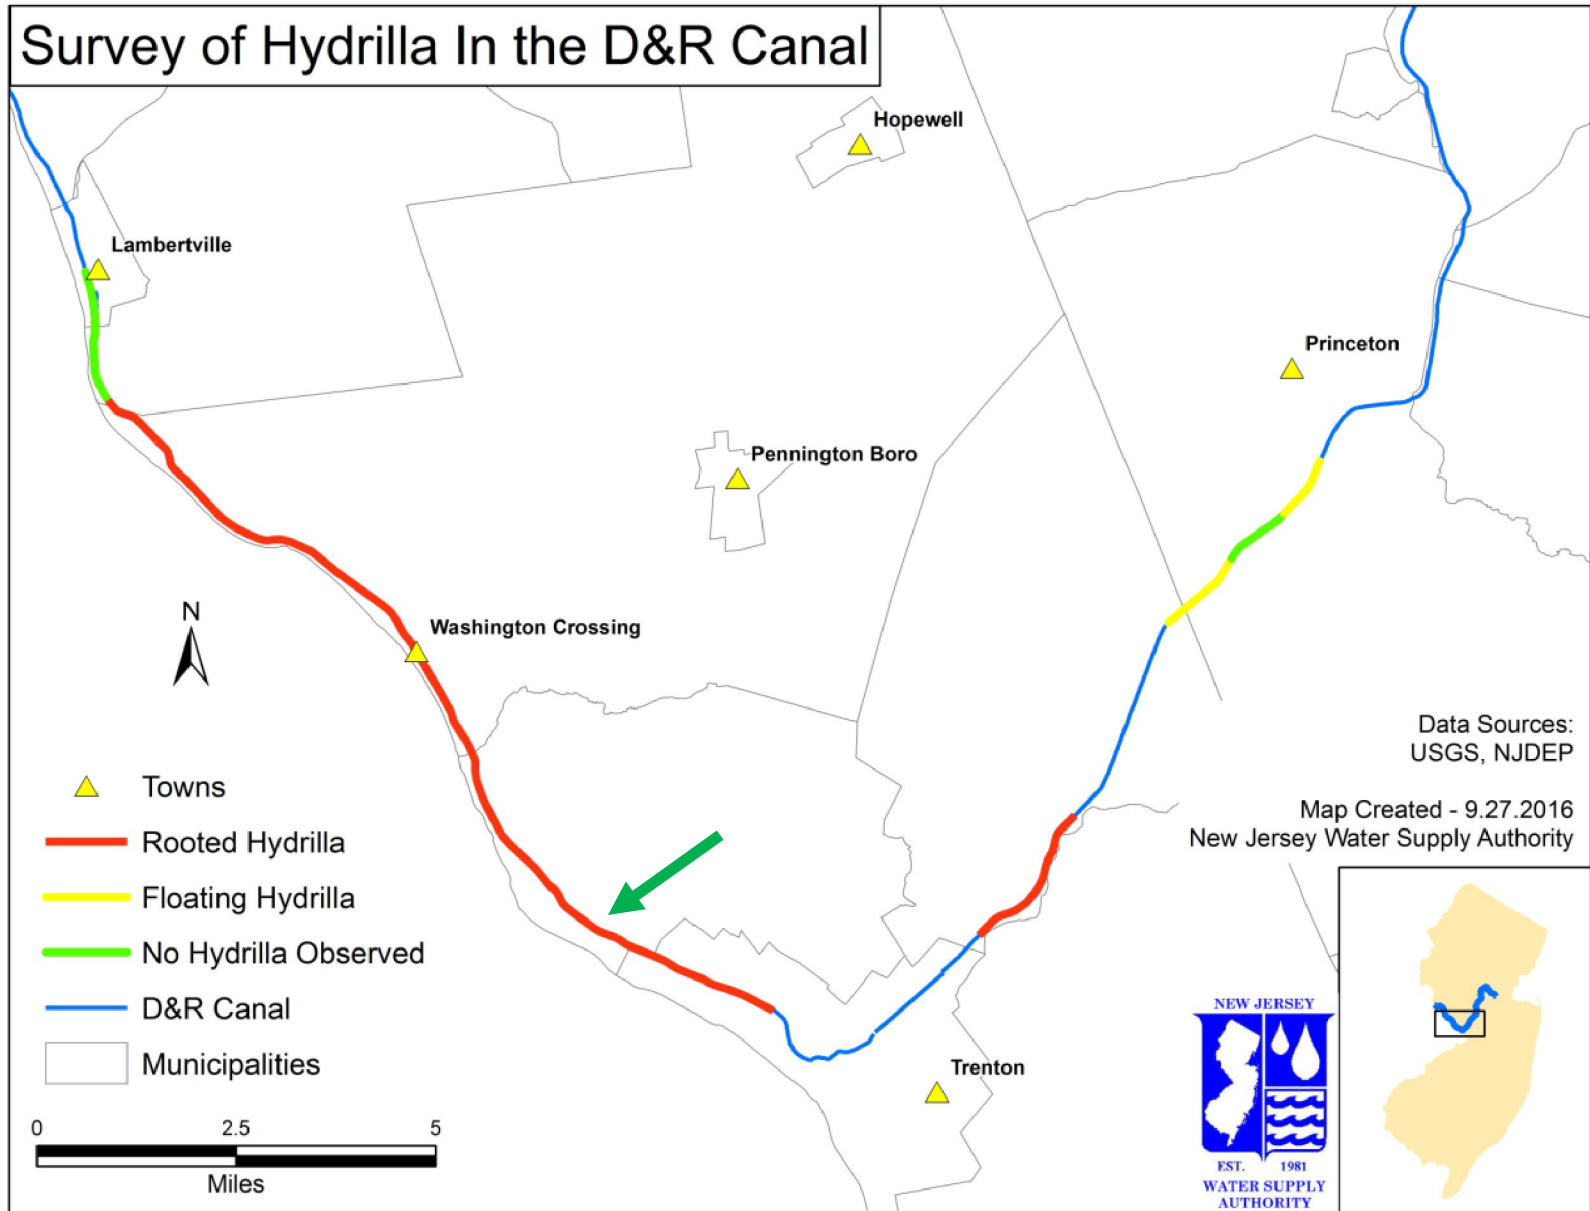 Survey of Hydrilla In the D&R Canal
Hopewell
Lambertville
Princeton
Pennington Boro
N
Washington Crossing
Data Sources:
USGS, NJDEP
Map Created - 9.27.2016
New Jersey Water Supply Authority
Towns
Rooted Hydrilla
Floating Hydrilla
No Hydrilla Observed
D&R Canal
Municipalities
0 2.5 5
Miles
Trenton
NEW JERSEY
EST. 1981
WATER SUPPLY
AUTHORITY